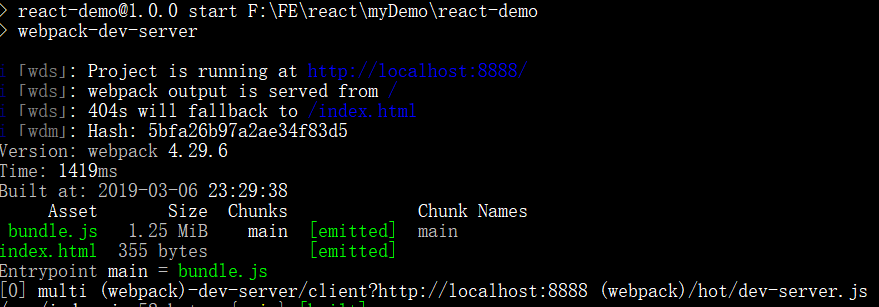 > react-demo@1.0.0 start F:\FE\react\myDemo\react-demo
> webpack-dev-server
i ｢wds｣: Project is running at http://localhost:8888/
i ｢wds｣: webpack output is served from /
i ｢wds｣: 404s will fallback to /index.html
i ｢wdm｣: Hash: 5bfa26b97a2ae34f83d5
Version: webpack 4.29.6
Time: 1419ms
Built at: 2019-03-06 23:29:38
Asset Size Chunks Chunk Names
bundle.js 1.25 MiB main [emitted] main
index.html 355 bytes [emitted]
Entrypoint main = bundle.js
[0] multi (webpack)-dev-server/client?http://localhost:8888 (webpack)/hot/dev-server.js